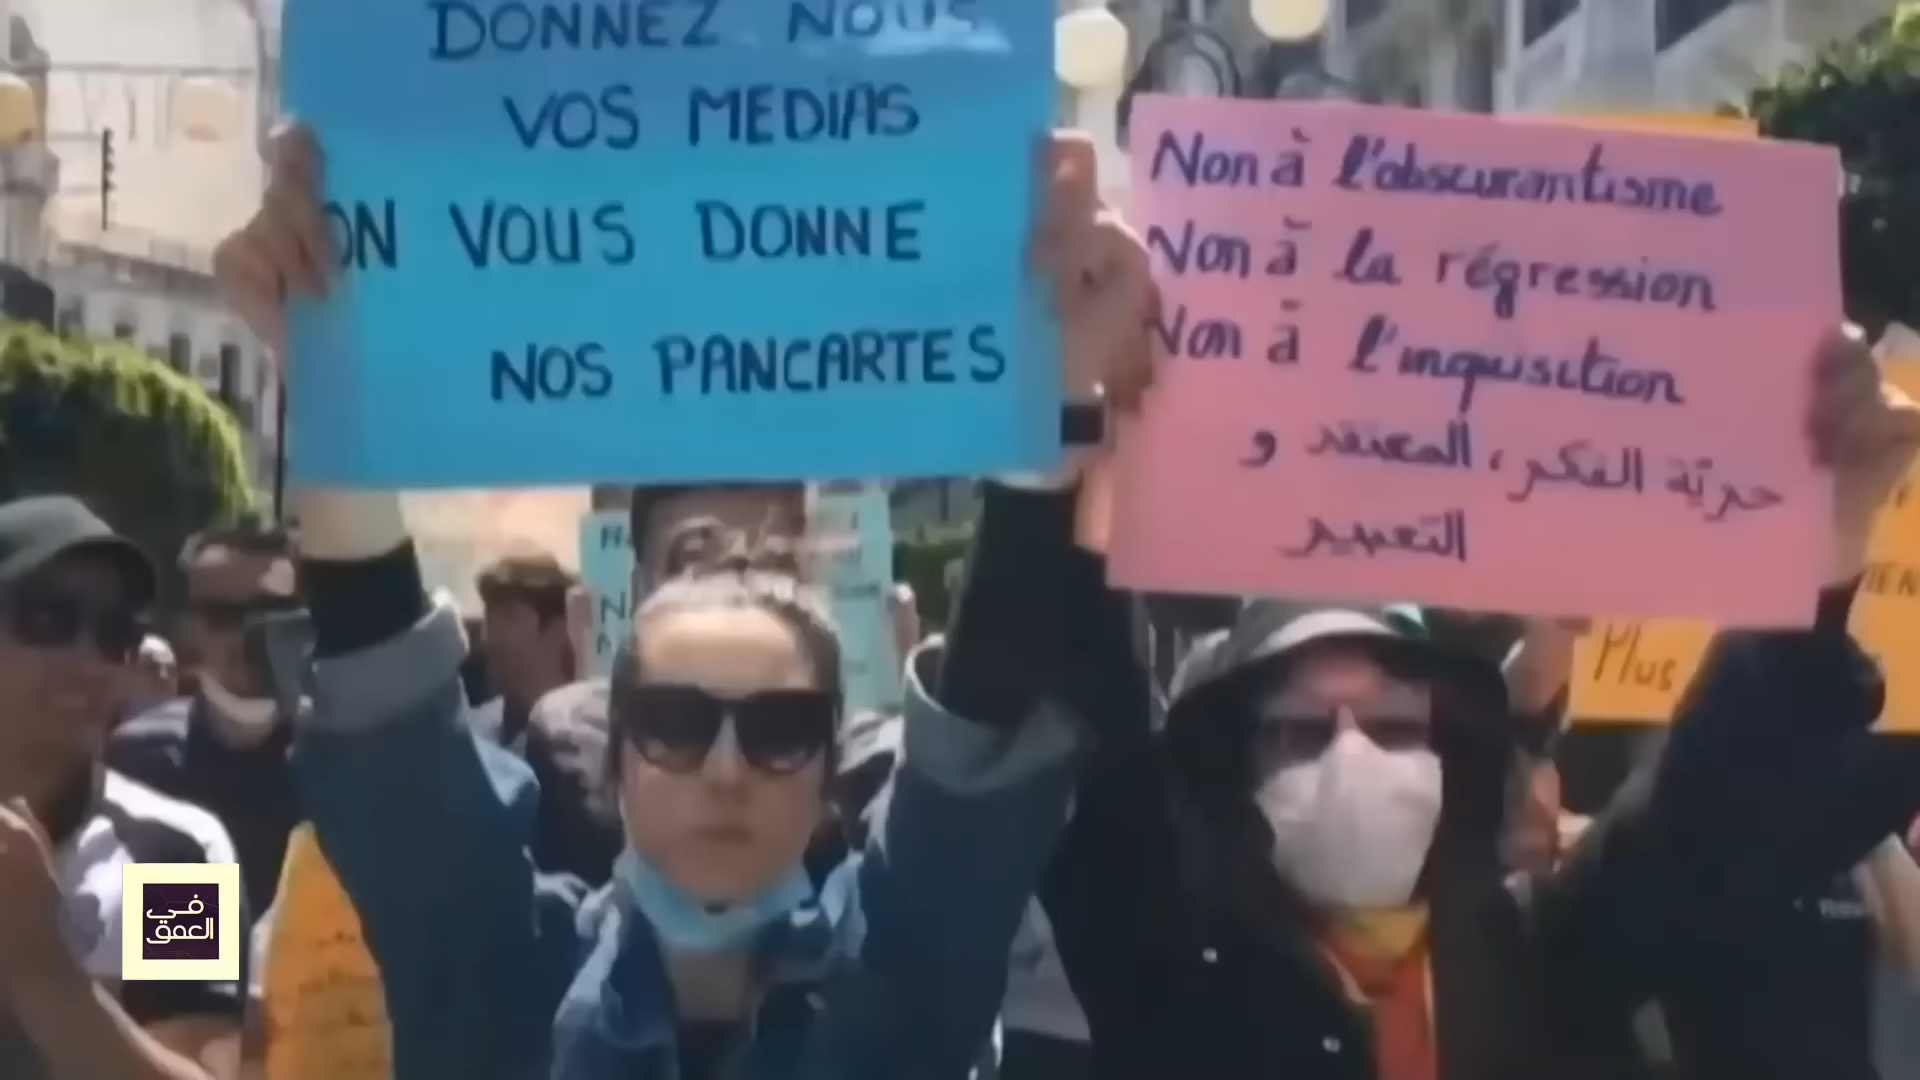 DONNEZ NOUS
VOS MEDIAS
ON VOUS DONNE
NOS PANCARTES
Non à l'obscurantisme
Non à la régression
Non à l'inquisition
حريّة الفكر، المعتقد و
التعبير
Plus
في
العمق